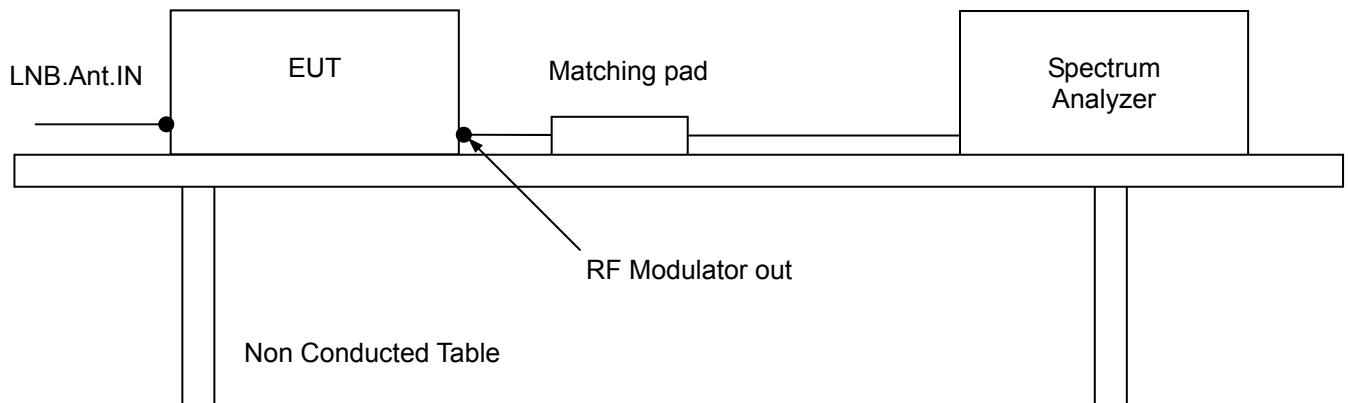 LNB.Ant.IN
EUT
Matching pad
Spectrum
Analyzer
RF Modulator out
Non Conducted Table